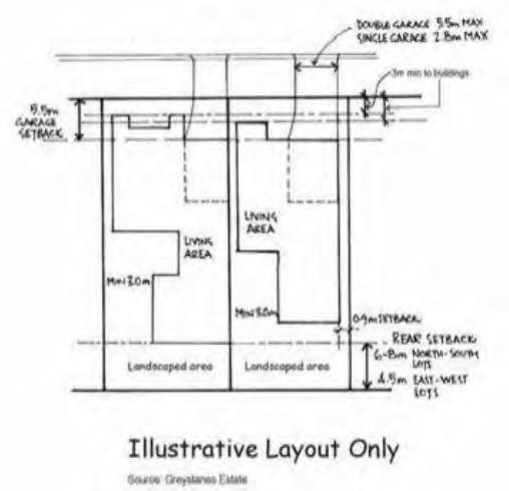 DOUBLE GARAGE 5.5m MAX
SINGLE GARAGE 2.8m MAX
3m min to buildings
5.5m
GARAGE
SETBACK
LIVING
AREA
LIVING
AREA
MIN 3.0m
MIN 3.0m
0.9m SETBACK
REAR SETBACK
6-8m NORTH-SOUTH
LOTS
4.5m EAST-WEST
LOTS
Landscaped area
Landscaped area
Illustrative Layout Only
Source: Greystanes Estate